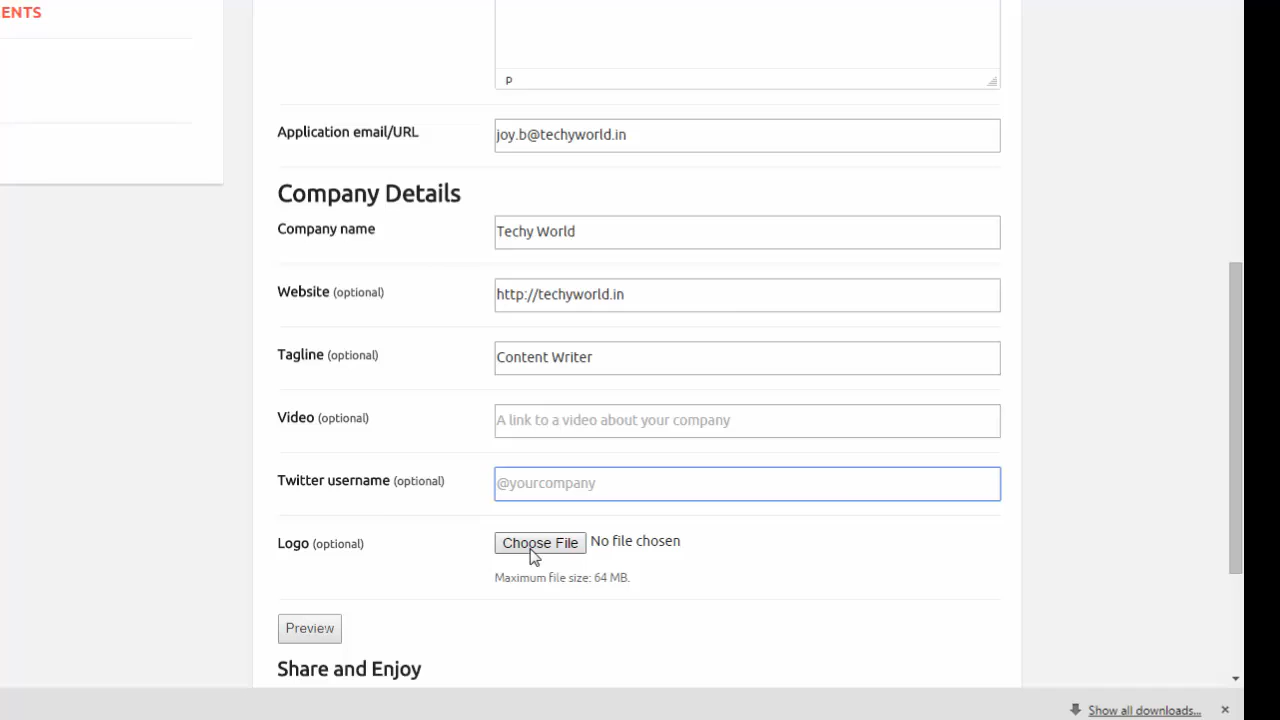 ENTS
p
Application email/URL joy.b@techyworld.in
Company Details
Company name Techy World
Website (optional) http://techyworld.in
Tagline (optional) Content Writer
Video (optional) A link to a video about your company
Twitter username (optional) @yourcompany
Logo (optional) Choose File No file chosen
Maximum file size: 64 MB.
Preview
Share and Enjoy
Show all downloads...